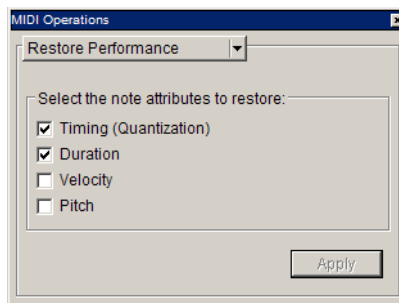 MIDI Operations
Restore Performance
Select the note attributes to restore:
Timing (Quantization)
Duration
Velocity
Pitch
Apply